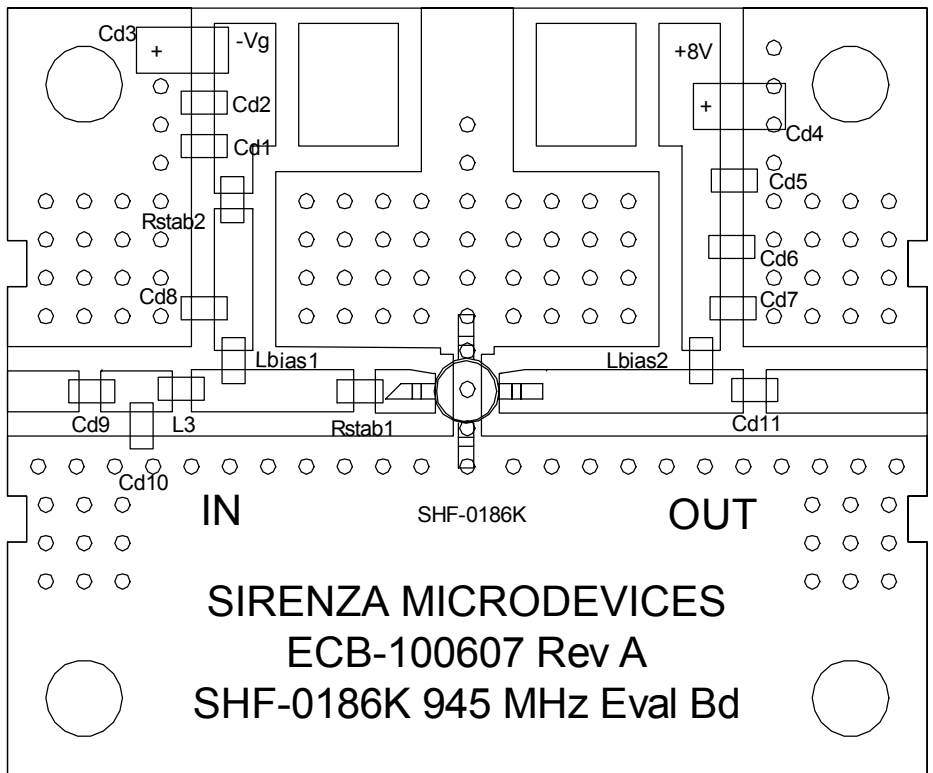 Cd3
+
-Vg
+8V
Cd2
+
Cd4
Cd1
Cd5
Rstab2
Cd6
Cd8
Cd7
Lbias1
Lbias2
Cd9
L3
Rstab1
Cd11
Cd10
IN
SHF-0186K
OUT
SIRENZA MICRODEVICES
ECB-100607 Rev A
SHF-0186K 945 MHz Eval Bd